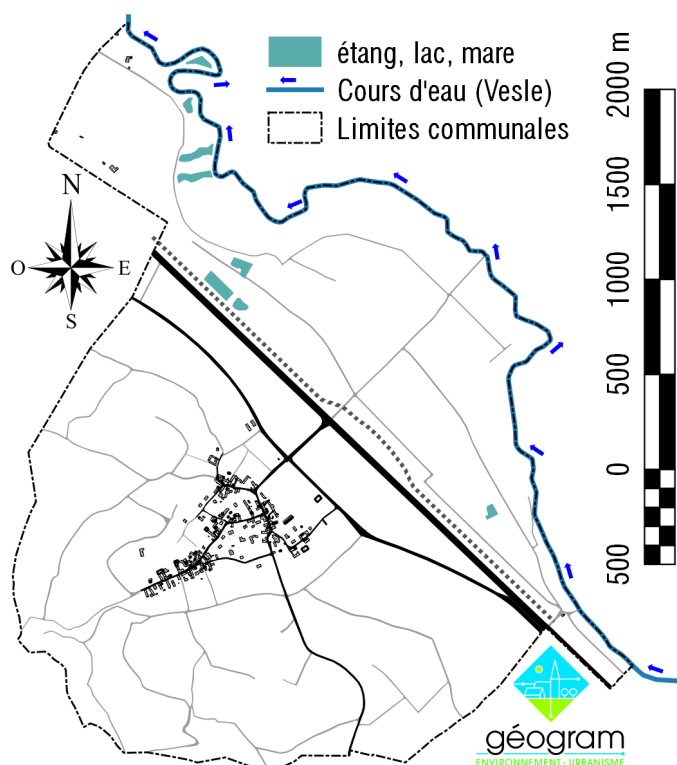 étang, lac, mare
Cours d'eau (Vesle)
Limites communales
N
O
E
S
2000 m
1500
1000
500
0
500
géogram
ENVIRONNEMENT - URBANISME